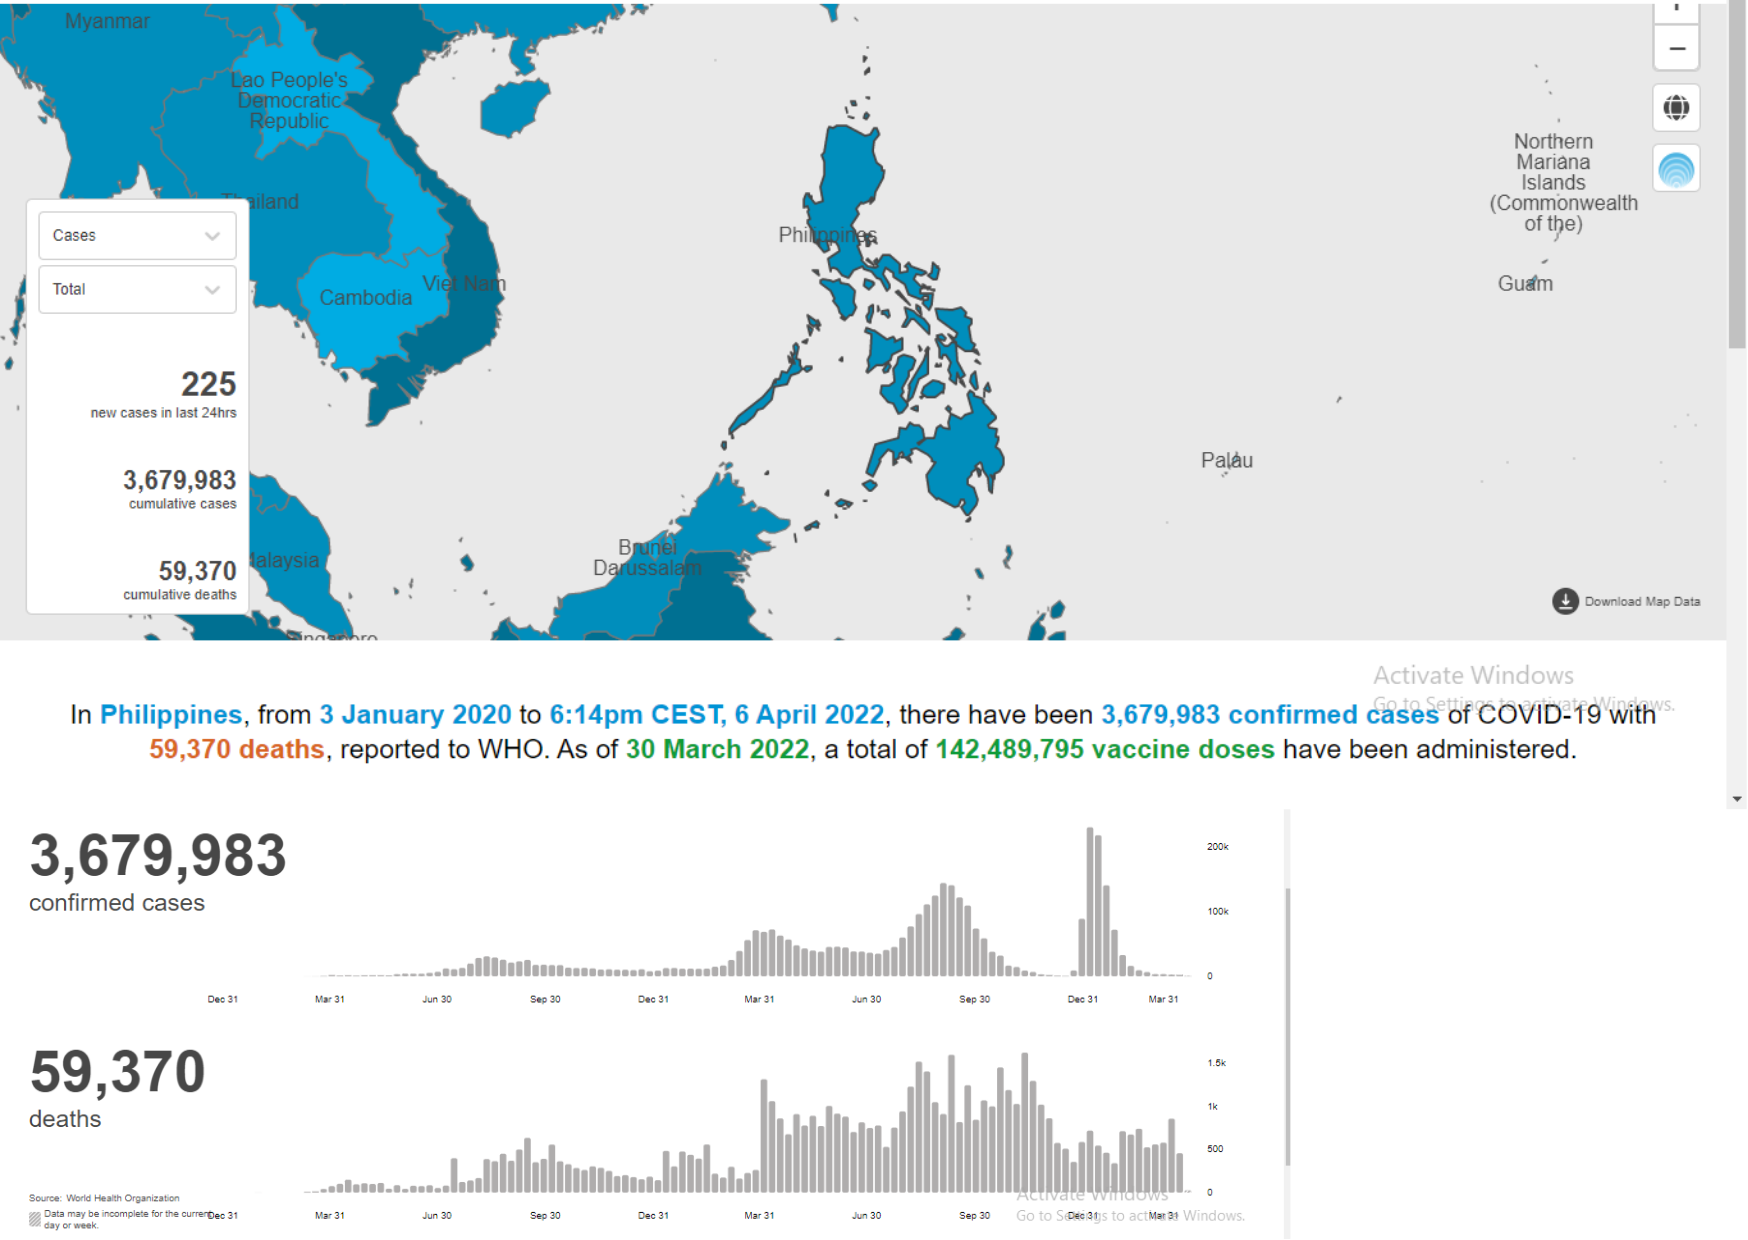 Myanmar
Lao People's
Democratic
Republic
Thailand
Cambodia
Viet Nam
Philippines
Northern
Mariana
Islands
(Commonwealth
of the)
Guam
Palau
Brunei
Darussalam
alaysia
Cases
Total
225
new cases in last 24hrs
3,679,983
cumulative cases
59,370
cumulative deaths
Download Map Data
Activate Windows
Go to Settings to activate Windows.
In Philippines, from 3 January 2020 to 6:14pm CEST, 6 April 2022, there have been 3,679,983 confirmed cases of COVID-19 with
59,370 deaths, reported to WHO. As of 30 March 2022, a total of 142,489,795 vaccine doses have been administered.
3,679,983
confirmed cases
200k
100k
0
Dec 31 Mar 31 Jun 30 Sep 30 Dec 31 Mar 31 Jun 30 Sep 30 Dec 31 Mar 31
59,370
deaths
1.5k
1k
500
0
Source: World Health Organization
Data may be incomplete for the current
day or week.
Dec 31 Mar 31 Jun 30 Sep 30 Dec 31 Mar 31 Jun 30 Sep 30 Dec 31 Mar 31
Activate Windows
Go to Settings to activate Windows.